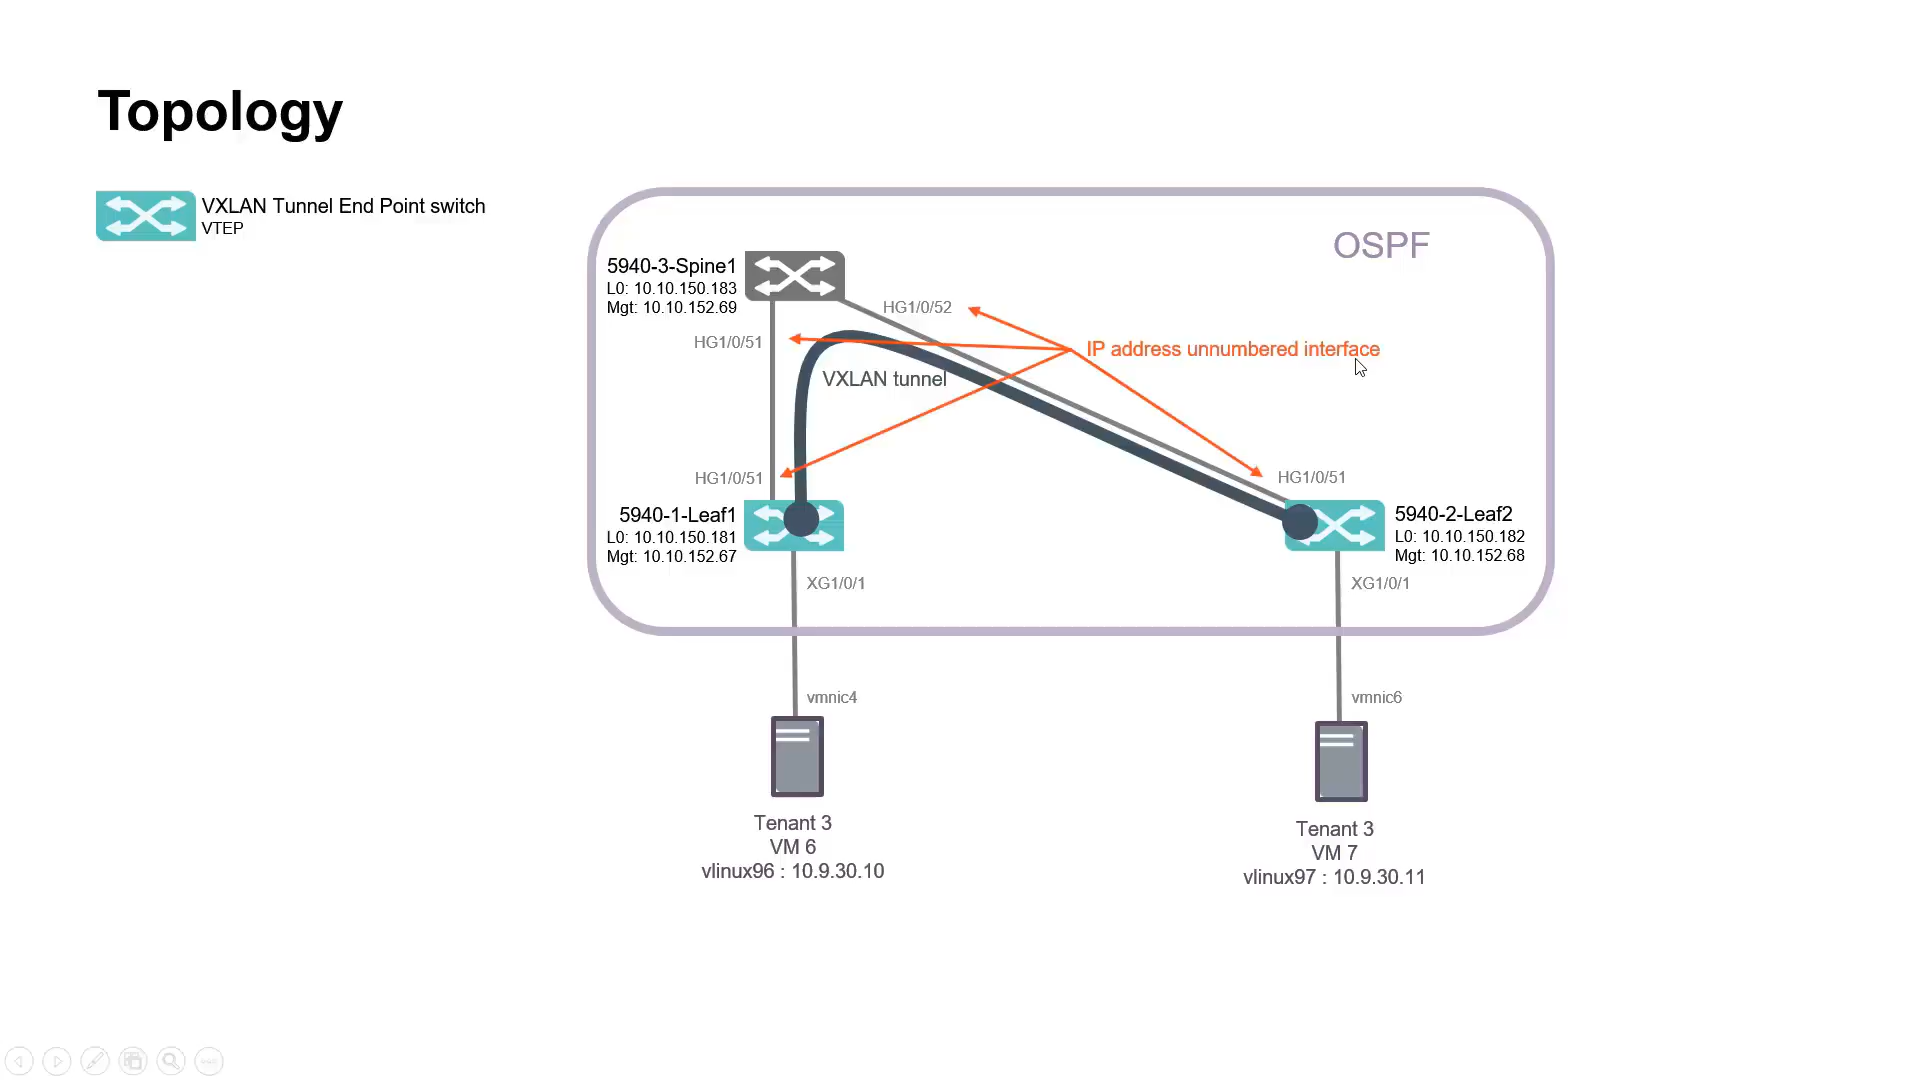 Topology
VXLAN Tunnel End Point switch
VTEP
OSPF
5940-3-Spine1
L0: 10.10.150.183
Mgt: 10.10.152.69
HG1/0/52
HG1/0/51
IP address unnumbered interface
VXLAN tunnel
HG1/0/51
HG1/0/51
5940-1-Leaf1
L0: 10.10.150.181
Mgt: 10.10.152.67
5940-2-Leaf2
L0: 10.10.150.182
Mgt: 10.10.152.68
XG1/0/1
XG1/0/1
vmnic4
vmnic6
Tenant 3
VM 6
vlinux96 : 10.9.30.10
Tenant 3
VM 7
vlinux97 : 10.9.30.11